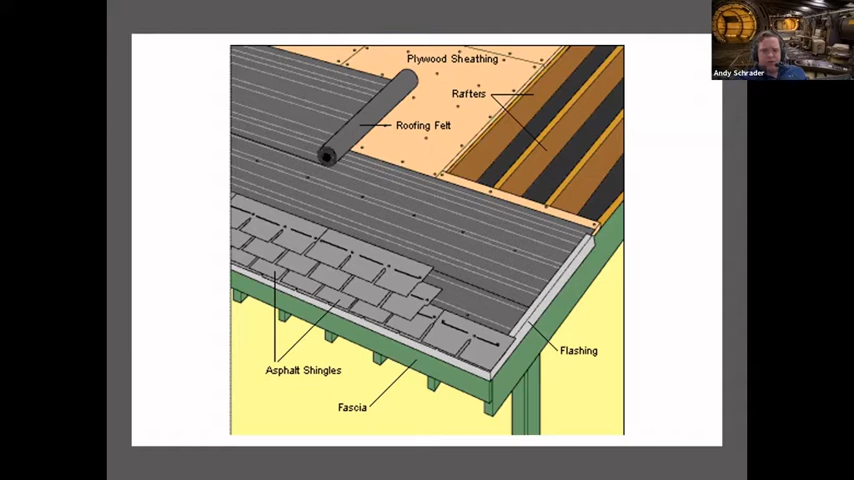 Plywood Sheathing
Rafters
Roofing Felt
Flashing
Asphalt Shingles
Fascia
Andy Schrader